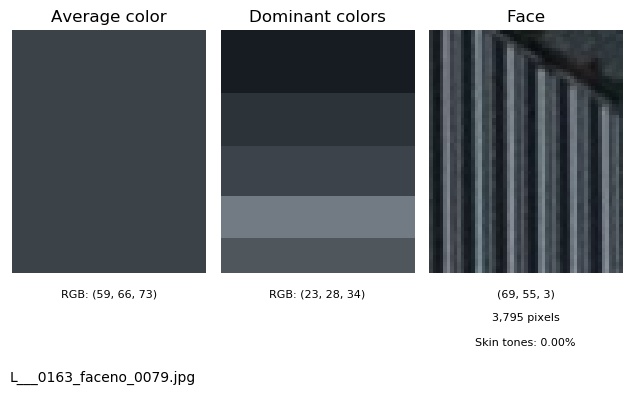 Average color
Dominant colors
Face
RGB: (59, 66, 73)
RGB: (23, 28, 34)
(69, 55, 3)
3,795 pixels
Skin tones: 0.00%
L___0163_faceno_0079.jpg